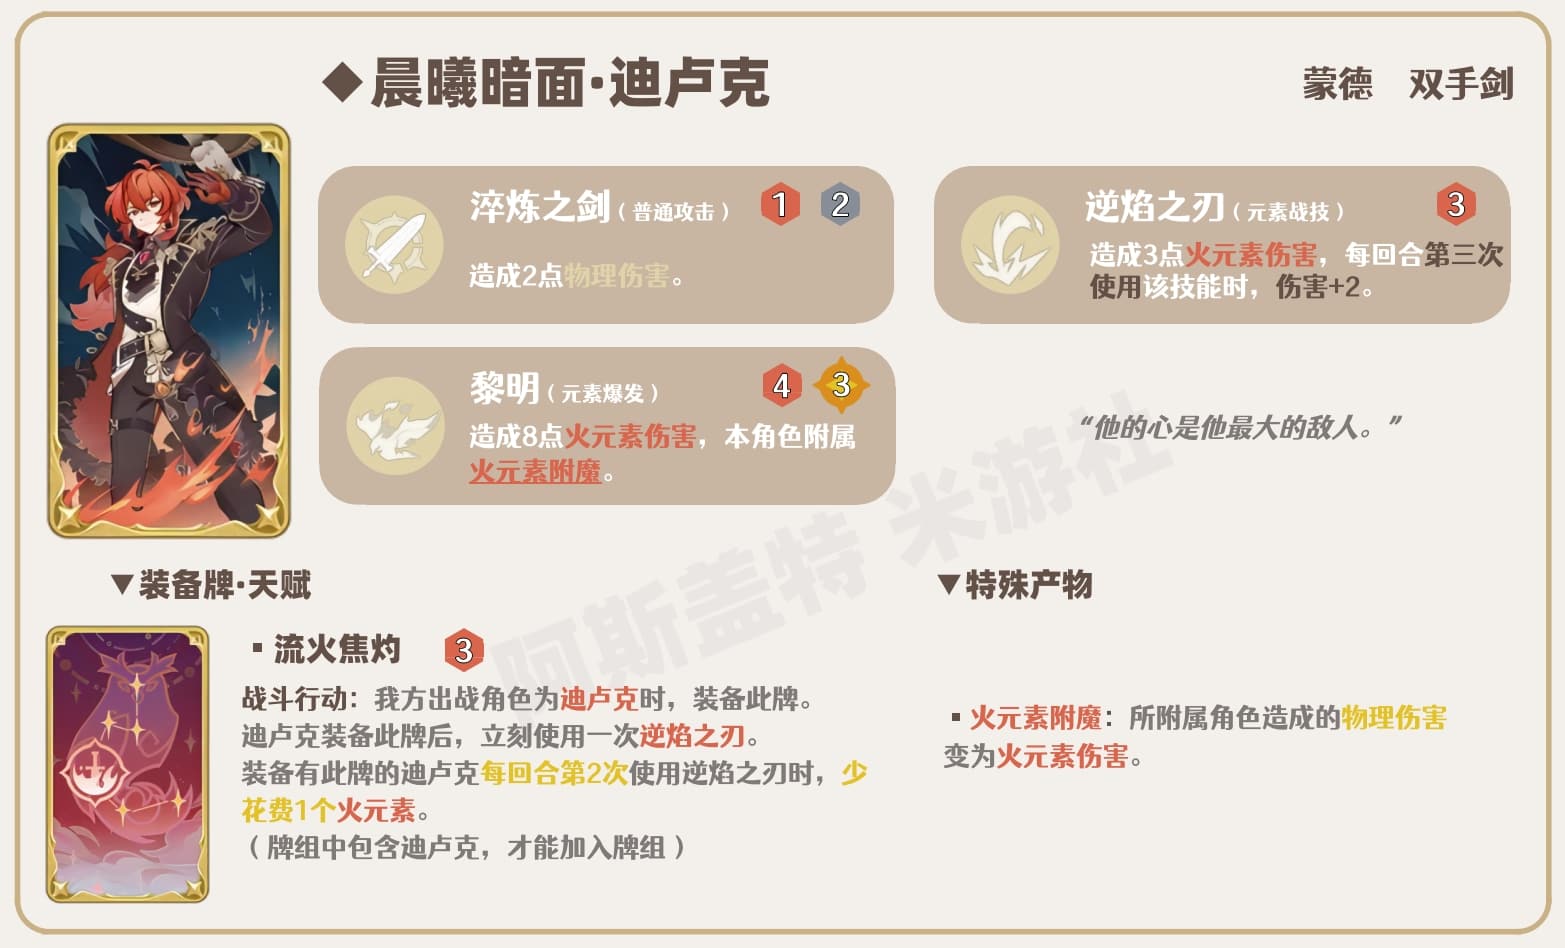 ◆晨曦暗面·迪卢克
蒙德 双手剑
淬炼之剑（普通攻击） 1 2
造成2点物理伤害。
逆焰之刃（元素战技） 3
造成3点火元素伤害，每回合第三次
使用该技能时，伤害+2。
黎明（元素爆发） 4 3
造成8点火元素伤害，本角色附属
火元素附魔。
“他的心是他最大的敌人。”
▼装备牌·天赋
▪流火焦灼 3
战斗行动：我方出战角色为迪卢克时，装备此牌。
迪卢克装备此牌后，立刻使用一次逆焰之刃。
装备有此牌的迪卢克每回合第2次使用逆焰之刃时，少
花费1个火元素。
（牌组中包含迪卢克，才能加入牌组）
▼特殊产物
▪火元素附魔：所附属角色造成的物理伤害
变为火元素伤害。
阿斯盖特 米游社